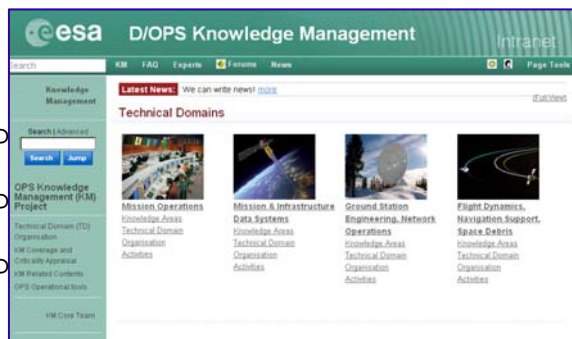 esa
D/OPS Knowledge Management
Intranet
Search
KM FAQ Experts Forums News
Page Tools
Knowledge
Management
Latest News: We can write news! more
(Full View)
Technical Domains
Search | Advanced
Search Jump
OPS Knowledge
Management (KM)
Project
Technical Domain (TD)
Organisation
KM Coverage and
Criticality Appraisal
KM Related Contents
OPS Operational tools
KM Core Team
Mission Operations
Knowledge Areas
Technical Domain
Organisation
Activities
Mission & Infrastructure
Data Systems
Knowledge Areas
Technical Domain
Organisation
Activities
Ground Station
Engineering, Network
Operations
Knowledge Areas
Technical Domain
Organisation
Activities
Flight Dynamics,
Navigation Support,
Space Debris
Knowledge Areas
Technical Domain
Organisation
Activities
D
D
D